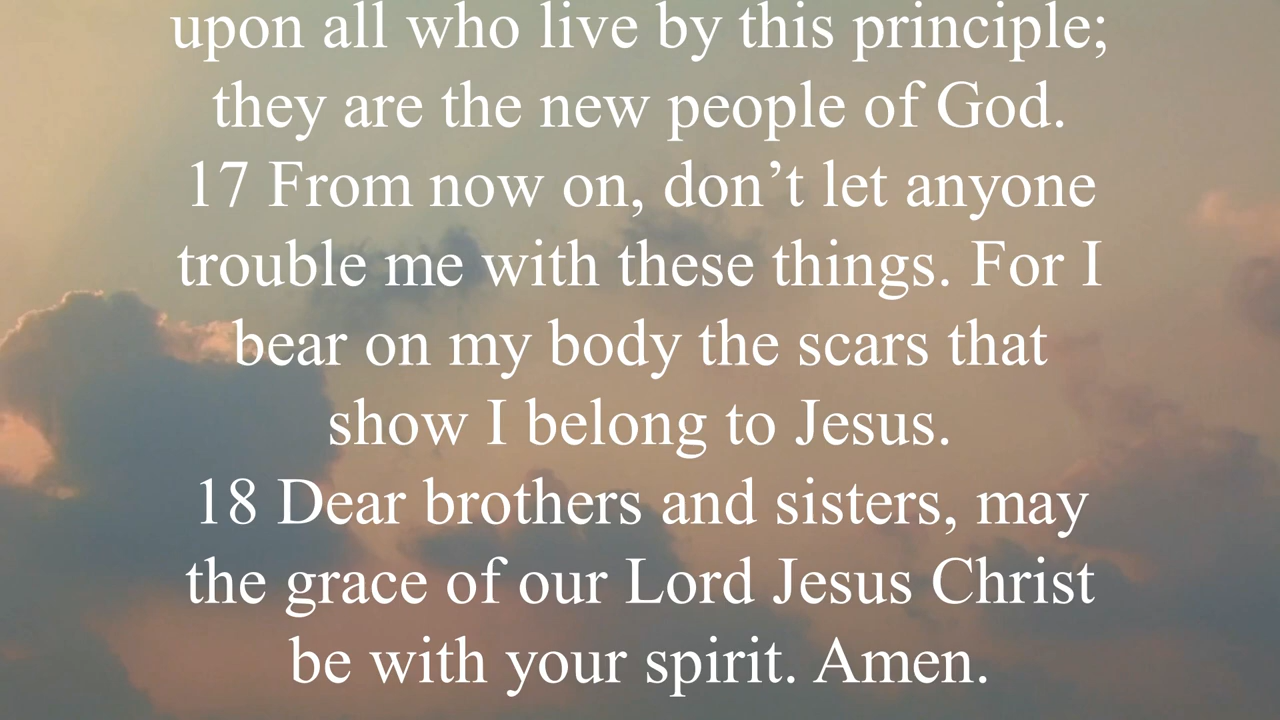 upon all who live by this principle;
they are the new people of God.
17 From now on, don’t let anyone
trouble me with these things. For I
bear on my body the scars that
show I belong to Jesus.
18 Dear brothers and sisters, may
the grace of our Lord Jesus Christ
be with your spirit. Amen.